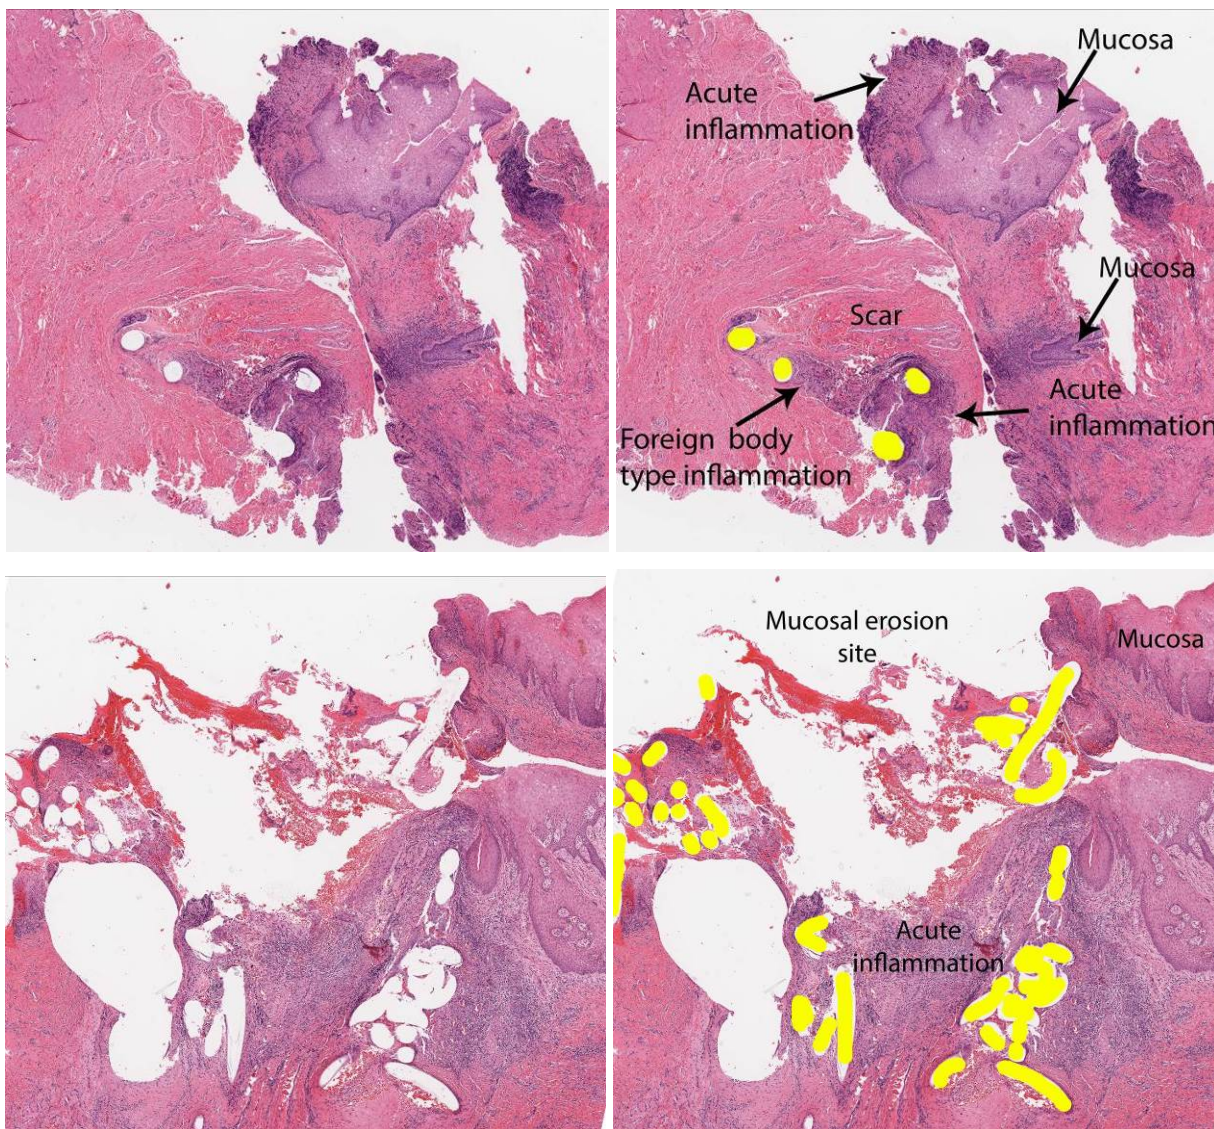 Mucosa
Acute
inflammation
Mucosa
Scar
Acute
inflammation
Foreign body
type inflammation
Mucosal erosion
site
Mucosa
Acute
inflammation